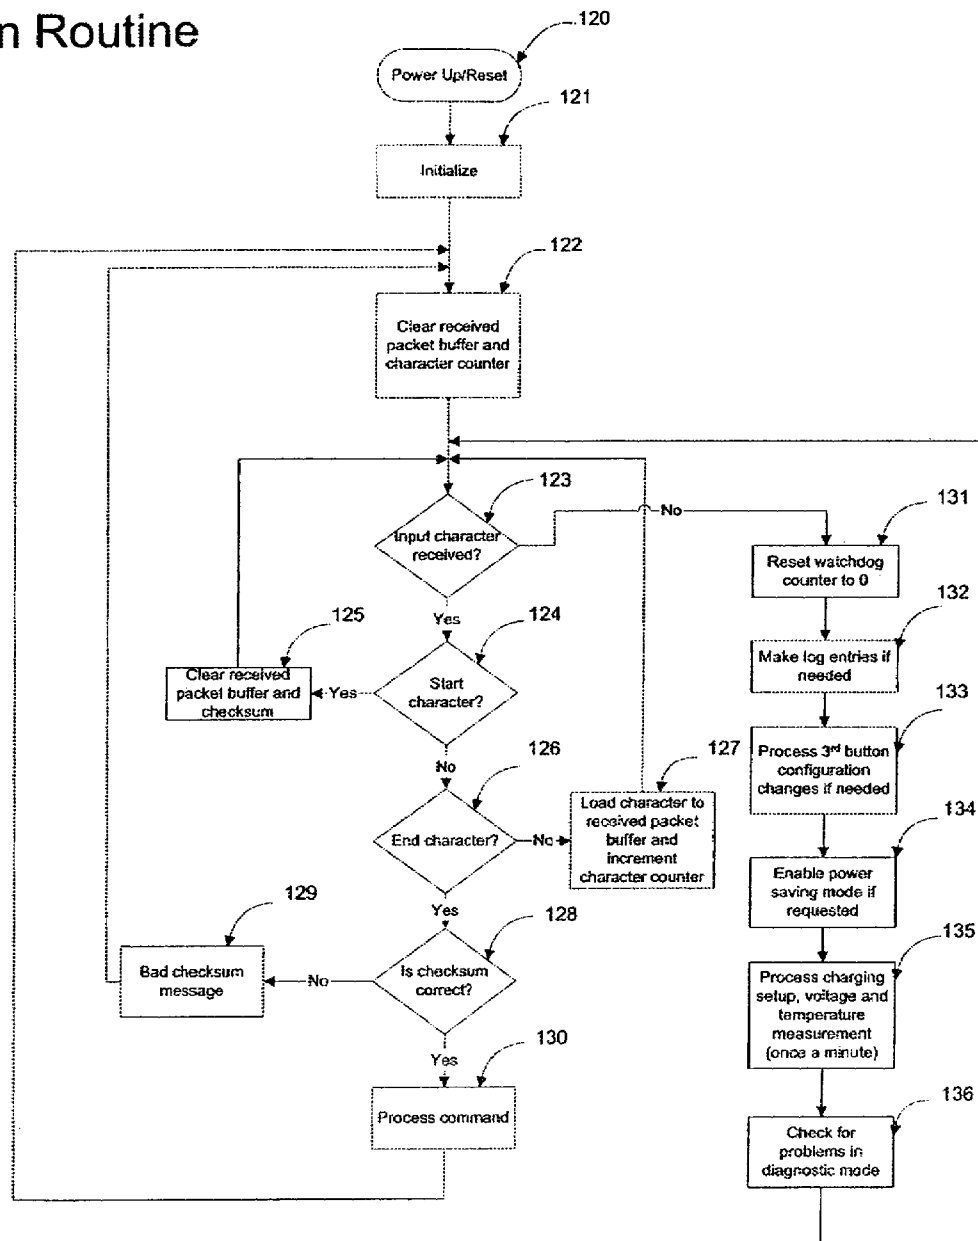 n Routine
120
Power Up/Reset
121
Initialize
122
Clear received
packet buffer and
character counter
123
Input character
received?
No
131
Reset watchdog
counter to 0
Yes
124
125
132
Clear received
packet buffer and
checksum
Yes
Start
character?
Make log entries if
needed
133
No
126
127
Process 3rd button
configuration
changes if needed
End character?
No
Load character to
received packet
buffer and
increment
character counter
134
Enable power
saving mode if
requested
Yes
128
129
135
Bad checksum
message
No
Is checksum
correct?
Process charging
setup, voltage and
temperature
measurement
(once a minute)
Yes
130
Process command
136
Check for
problems in
diagnostic mode